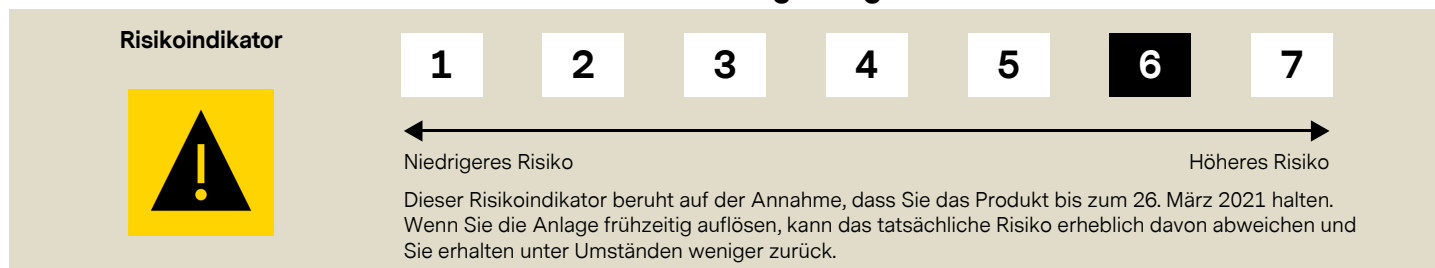 Risikoindikator
1 2 3 4 5 6 7
Niedrigeres Risiko Höheres Risiko
Dieser Risikoindikator beruht auf der Annahme, dass Sie das Produkt bis zum 26. März 2021 halten.
Wenn Sie die Anlage frühzeitig auflösen, kann das tatsächliche Risiko erheblich davon abweichen und
Sie erhalten unter Umständen weniger zurück.